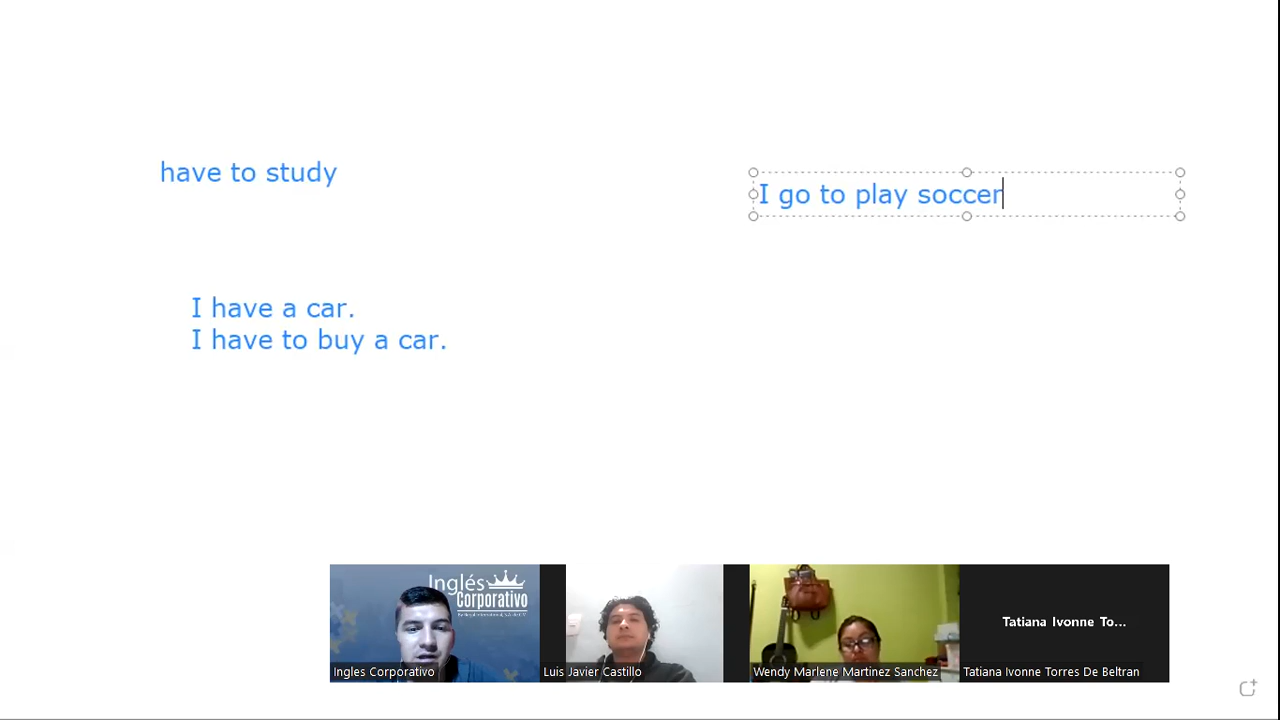 have to study
I go to play soccer
I have a car.
I have to buy a car.
Inglés
Corporativo
Tatiana Ivonne To...
Ingles Corporativo
Luis Javier Castillo
Wendy Marlene Martinez Sanchez
Tatiana Ivonne Torres De Beltran